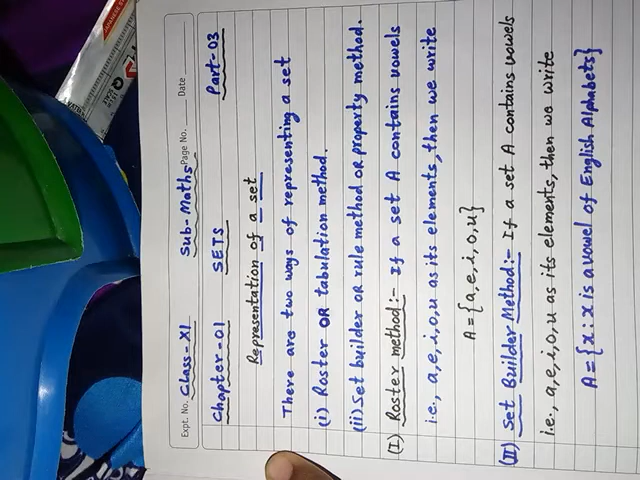 Expt. No. Class-XI Sub-Maths Page No. Date
Chapter-01 SETS Part-03
Representation of a set
There are two ways of representing a set
(i) Roster OR tabulation method.
(ii) Set builder OR rule method OR property method.
(I) Roster method:- If a set A contains vowels
i.e., a,e,i,o,u as its elements, then we write
A={a,e,i,o,u}
(II) Set Builder Method:- If a set A contains vowels
i.e., a,e,i,o,u as its elements, then we write
A={x:x is a vowel of English Alphabets}